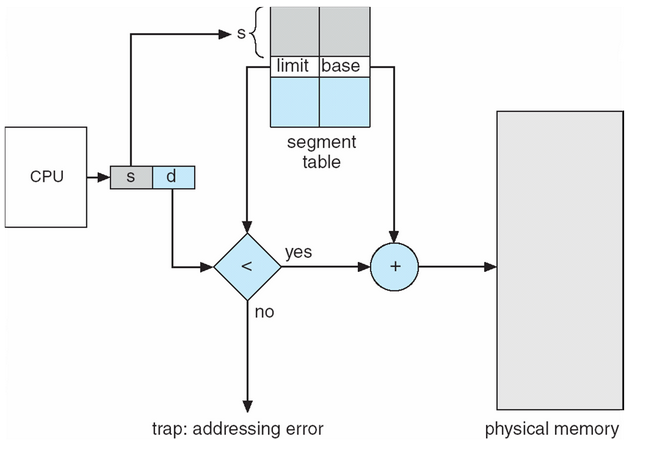 s
limit base
segment
table
CPU
s d
<
yes
+
no
trap: addressing error
physical memory